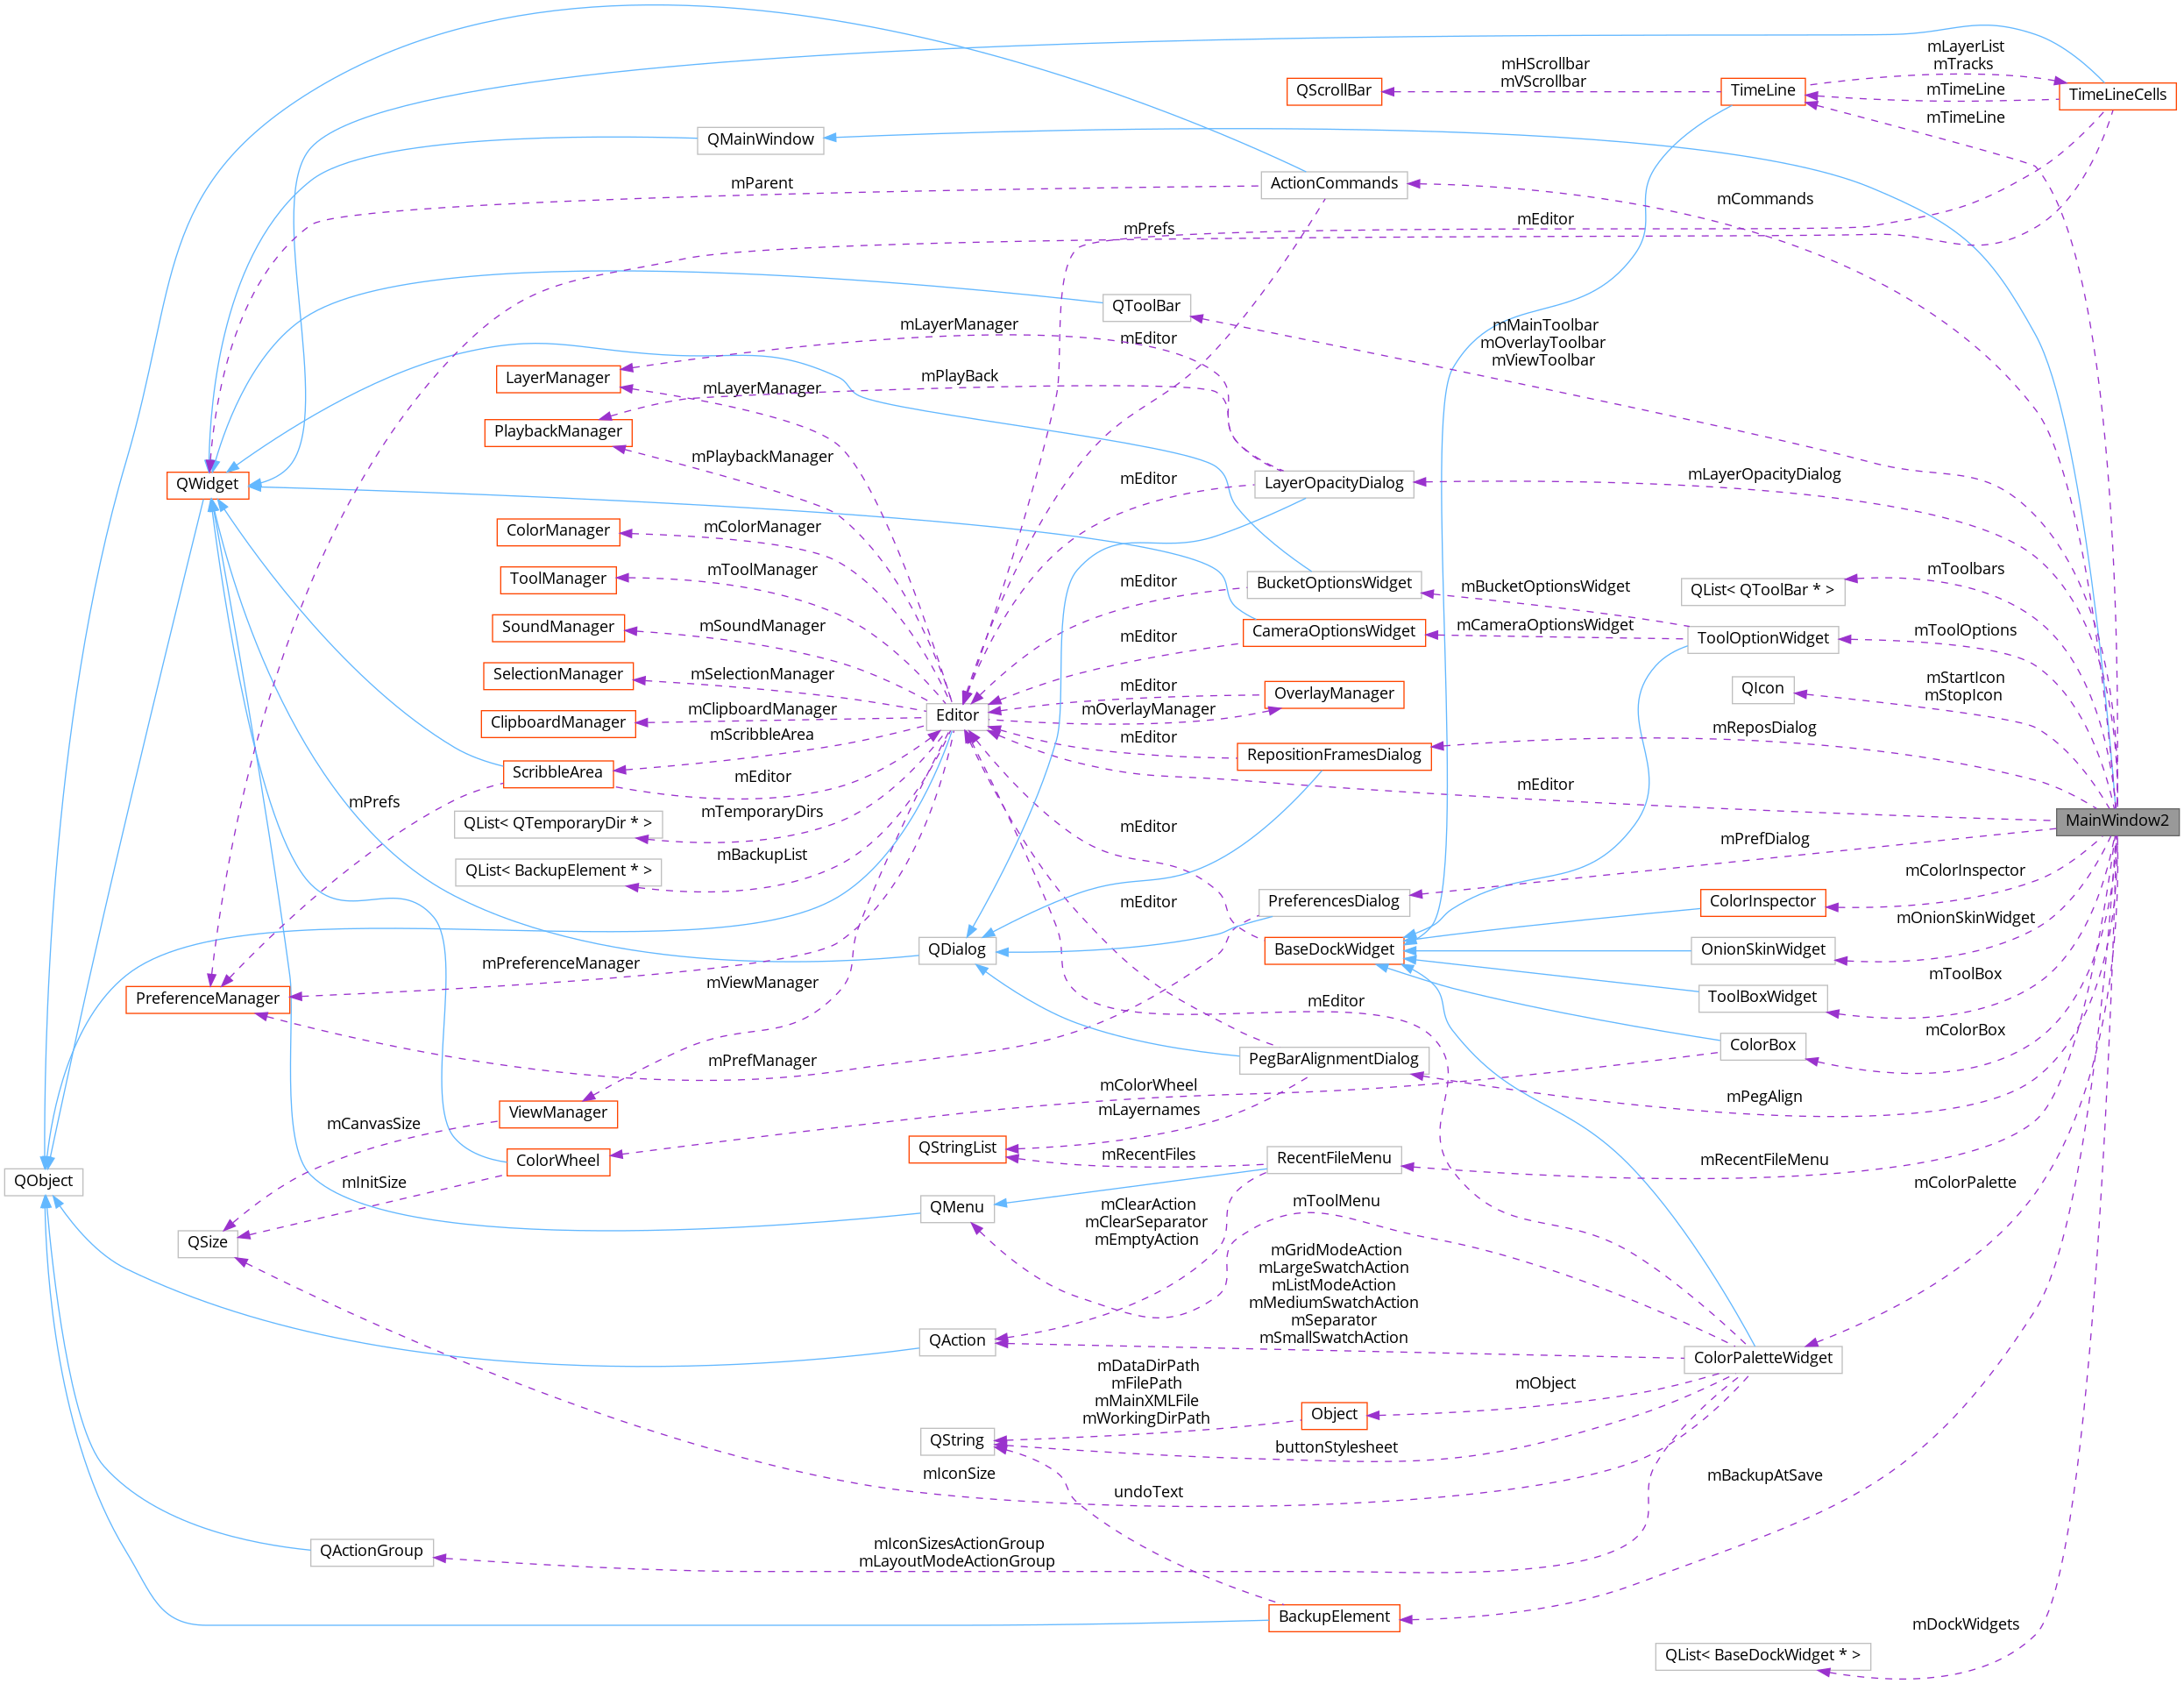 mLayerList
mTracks
mHScrollbar
mVScrollbar
QScrollBar
TimeLine
mTimeLine
TimeLineCells
mTimeLine
QMainWindow
mParent
ActionCommands
mCommands
mPrefs
mEditor
QToolBar
mMainToolbar
mOverlayToolbar
mViewToolbar
mLayerManager
mEditor
LayerManager
mLayerManager
mPlayBack
PlaybackManager
mPlaybackManager
QWidget
mEditor
LayerOpacityDialog
mLayerOpacityDialog
ColorManager
mColorManager
ToolManager
mToolManager
mEditor
BucketOptionsWidget
mBucketOptionsWidget
QList< QToolBar * >
mToolbars
SoundManager
mSoundManager
mEditor
CameraOptionsWidget
mCameraOptionsWidget
ToolOptionWidget
mToolOptions
SelectionManager
mSelectionManager
mEditor
OverlayManager
QIcon
mStartIcon
mStopIcon
ClipboardManager
mClipboardManager
Editor
mOverlayManager
mScribbleArea
mEditor
RepositionFramesDialog
mReposDialog
ScribbleArea
mEditor
mEditor
mPrefs
QList< QTemporaryDir * >
mTemporaryDirs
mEditor
MainWindow2
mPrefDialog
QList< BackupElement * >
mBackupList
mColorInspector
mEditor
PreferencesDialog
ColorInspector
mOnionSkinWidget
QDialog
BaseDockWidget
OnionSkinWidget
mPreferenceManager
mViewManager
mToolBox
PreferenceManager
mEditor
ToolBoxWidget
mColorBox
ColorBox
mPrefManager
PegBarAlignmentDialog
mColorWheel
mPegAlign
ViewManager
mCanvasSize
mLayernames
QStringList
mRecentFiles
RecentFileMenu
mRecentFileMenu
ColorWheel
QObject
mInitSize
mColorPalette
QMenu
mClearAction
mClearSeparator
mEmptyAction
mToolMenu
QSize
mGridModeAction
mLargeSwatchAction
mListModeAction
mMediumSwatchAction
mSeparator
mSmallSwatchAction
QAction
ColorPaletteWidget
mDataDirPath
mFilePath
mMainXMLFile
mWorkingDirPath
mObject
Object
QString
buttonStylesheet
mIconSize
undoText
mBackupAtSave
QActionGroup
mIconSizesActionGroup
mLayoutModeActionGroup
BackupElement
mDockWidgets
QList< BaseDockWidget * >